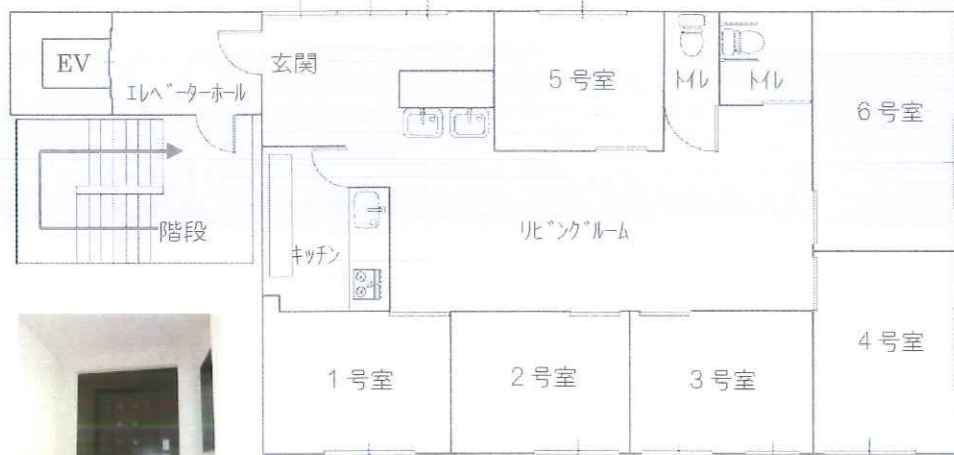 EV
エレベーターホール
玄関
5号室
トイレ
トイレ
6号室
階段
キッチン
リビングルーム
1号室
2号室
3号室
4号室